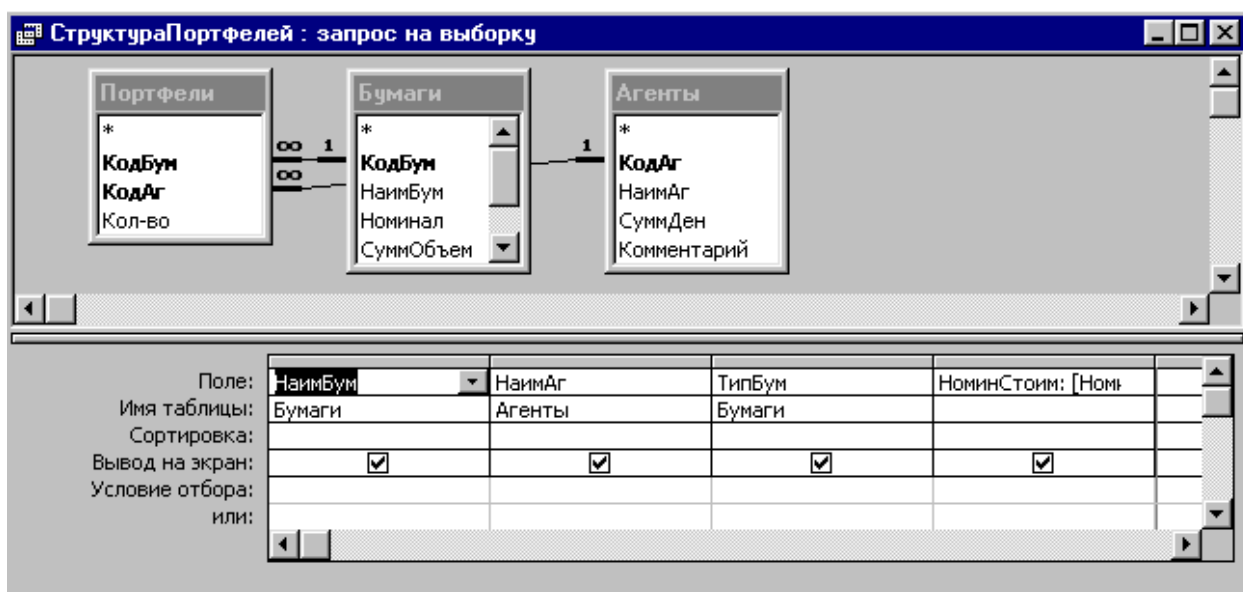 СтруктураПортфелей : запрос на выборку
Портфели Бумаги Агенты
* * *
КодБум КодБум КодАг
КодАг НаимБум НаимАг
Кол-во Номинал СуммДен
СуммОбъем Комментарий
∞ 1 1
∞
Поле: НаимБум НаимАг ТипБум НоминСтоим: [Номи
Имя таблицы: Бумаги Агенты Бумаги
Сортировка:
Вывод на экран:
Условие отбора:
или: